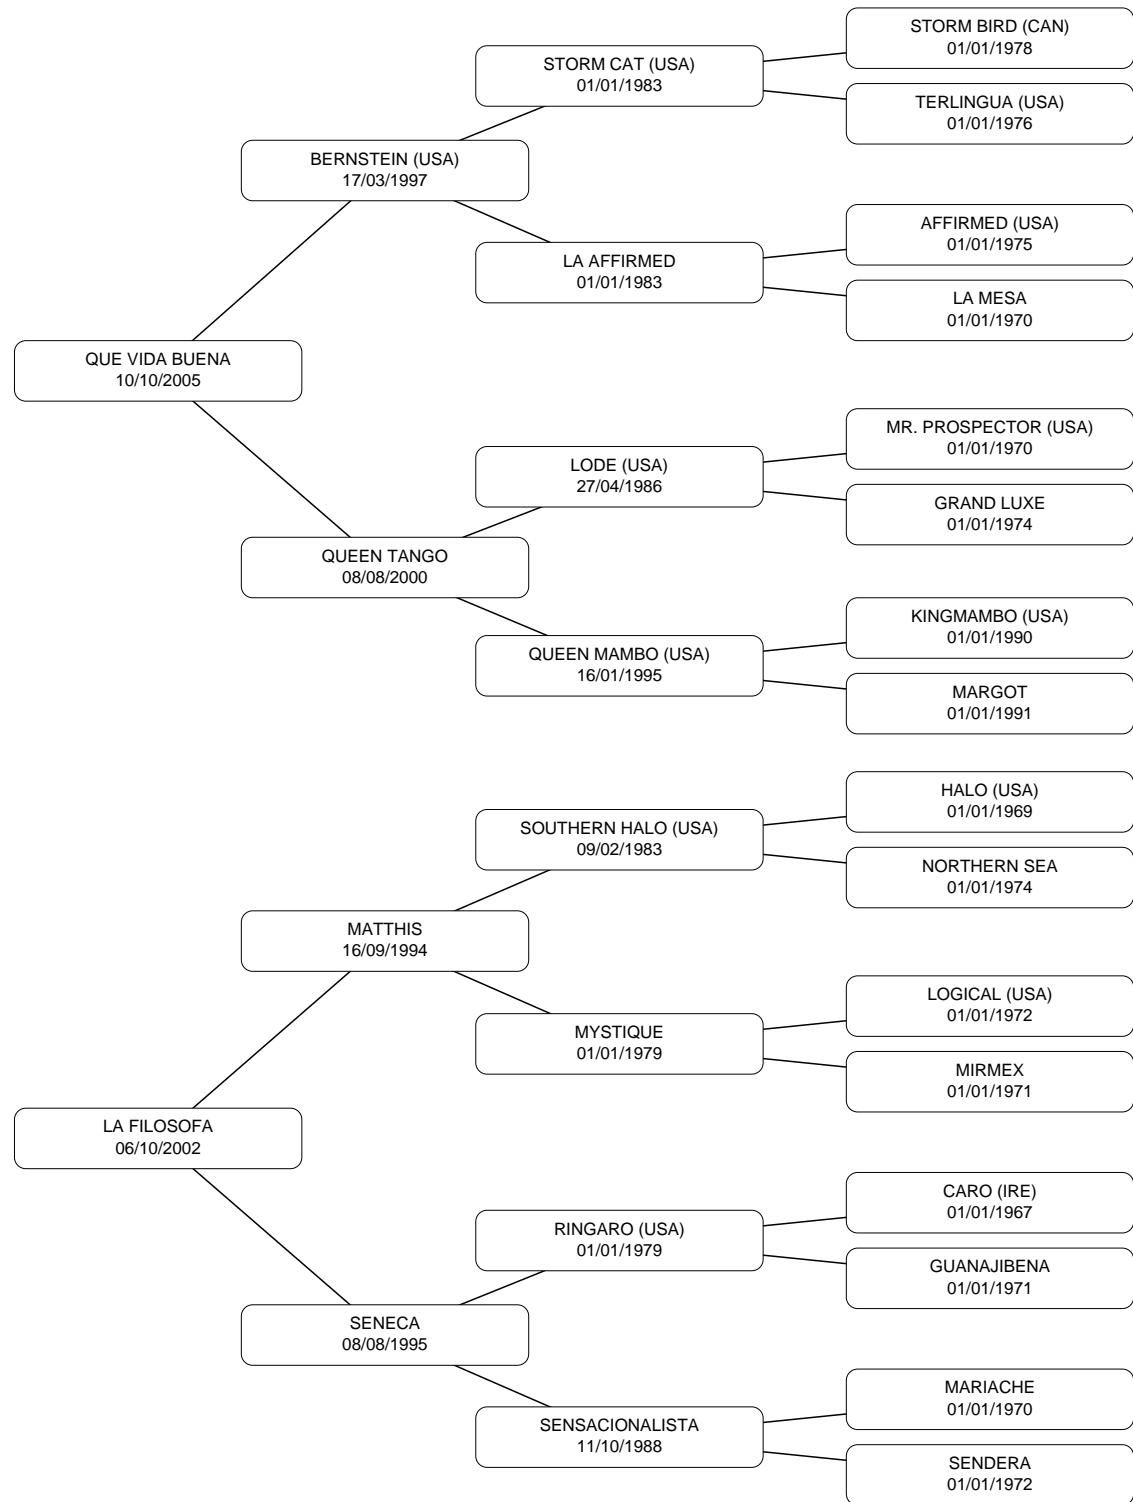 STORM BIRD (CAN)
01/01/1978
STORM CAT (USA)
01/01/1983
TERLINGUA (USA)
01/01/1976
BERNSTEIN (USA)
17/03/1997
AFFIRMED (USA)
01/01/1975
LA AFFIRMED
01/01/1983
LA MESA
01/01/1970
QUE VIDA BUENA
10/10/2005
MR. PROSPECTOR (USA)
01/01/1970
LODE (USA)
27/04/1986
GRAND LUXE
01/01/1974
QUEEN TANGO
08/08/2000
KINGMAMBO (USA)
01/01/1990
QUEEN MAMBO (USA)
16/01/1995
MARGOT
01/01/1991
HALO (USA)
01/01/1969
SOUTHERN HALO (USA)
09/02/1983
NORTHERN SEA
01/01/1974
MATTHIS
16/09/1994
LOGICAL (USA)
01/01/1972
MYSTIQUE
01/01/1979
MIRMEX
01/01/1971
LA FILOSOFA
06/10/2002
CARO (IRE)
01/01/1967
RINGARO (USA)
01/01/1979
GUANAJIBENA
01/01/1971
SENECA
08/08/1995
MARIACHE
01/01/1970
SENSACIONALISTA
11/10/1988
SENDERA
01/01/1972